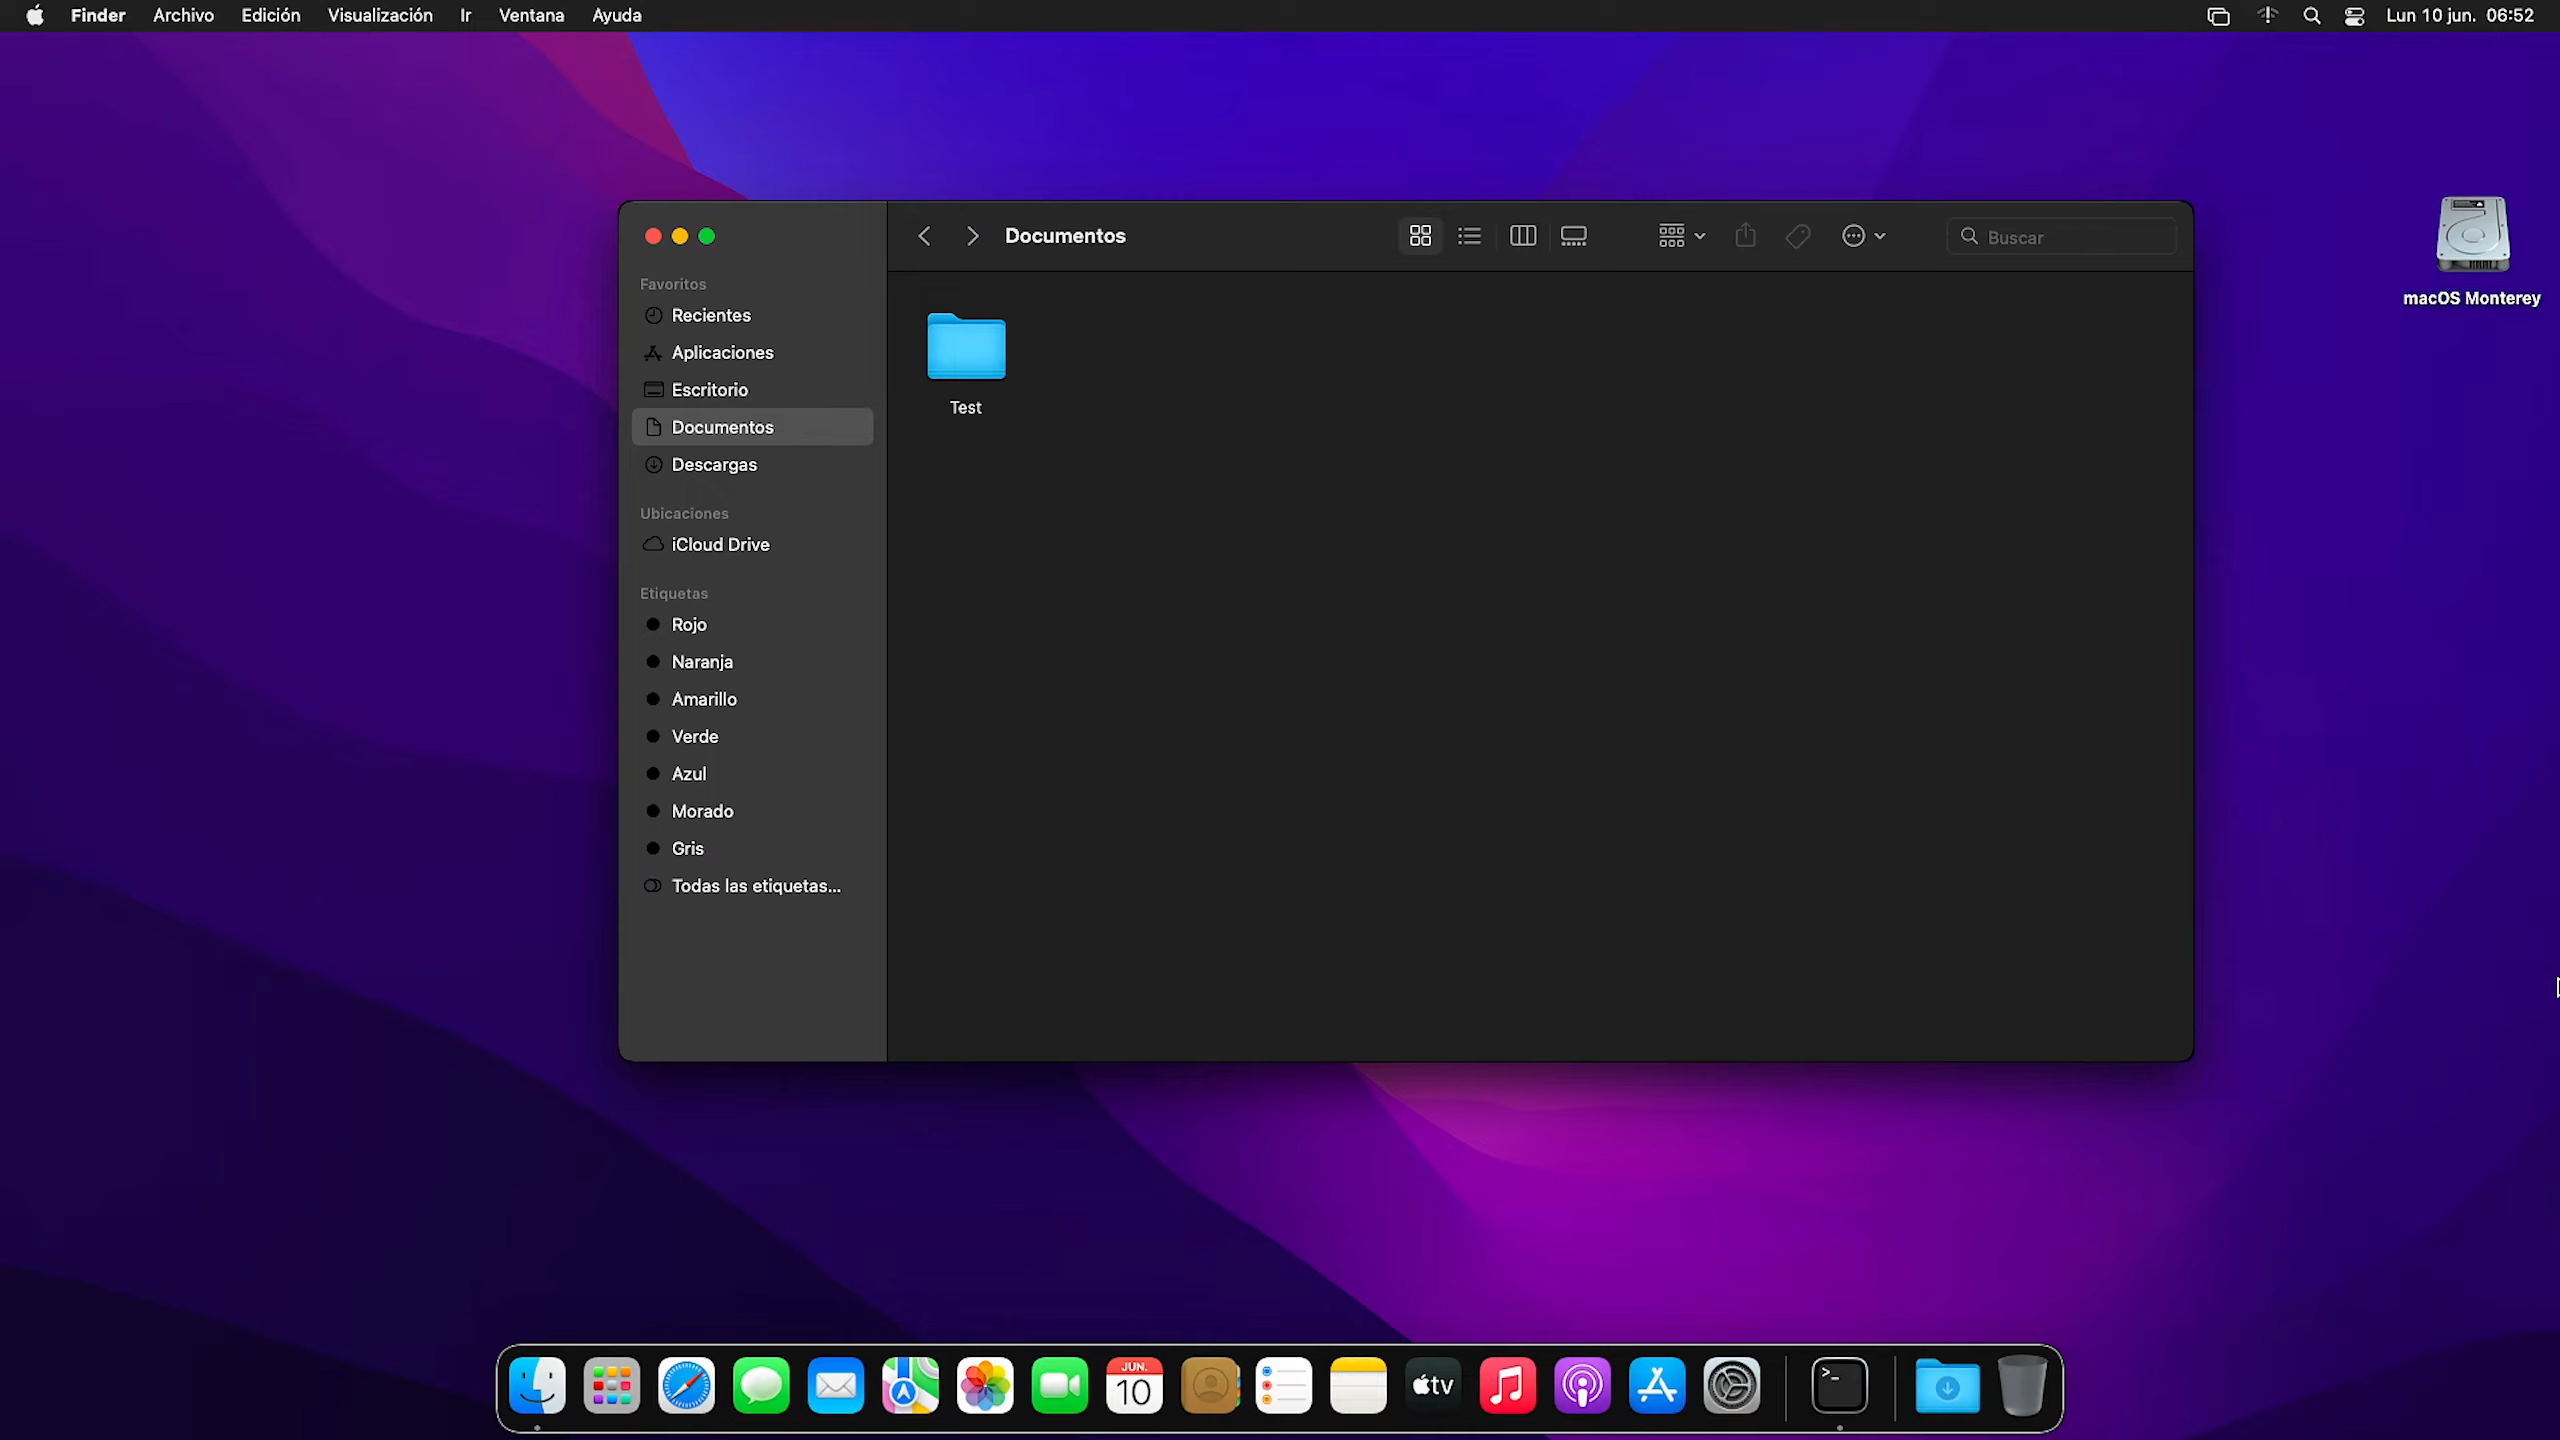 Finder Archivo Edición Visualización Ir Ventana Ayuda
Lun 10 jun. 06:52
macOS Monterey
Documentos
Buscar
Favoritos
Recientes
Aplicaciones
Escritorio
Documentos
Descargas
Ubicaciones
iCloud Drive
Etiquetas
Rojo
Naranja
Amarillo
Verde
Azul
Morado
Gris
Todas las etiquetas...
Test
JUN.
10
tv
>_